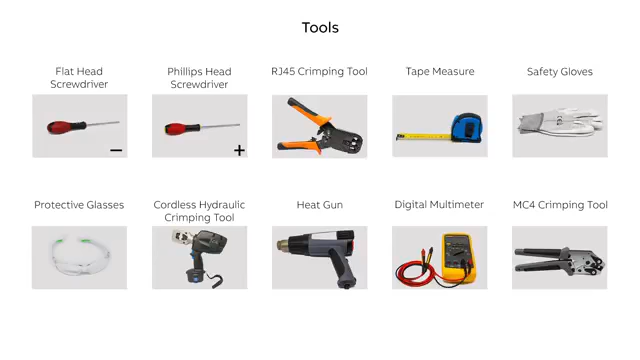 Tools
Flat Head
Screwdriver
Phillips Head
Screwdriver
RJ45 Crimping Tool
Tape Measure
Safety Gloves
Protective Glasses
Cordless Hydraulic
Crimping Tool
Heat Gun
Digital Multimeter
MC4 Crimping Tool